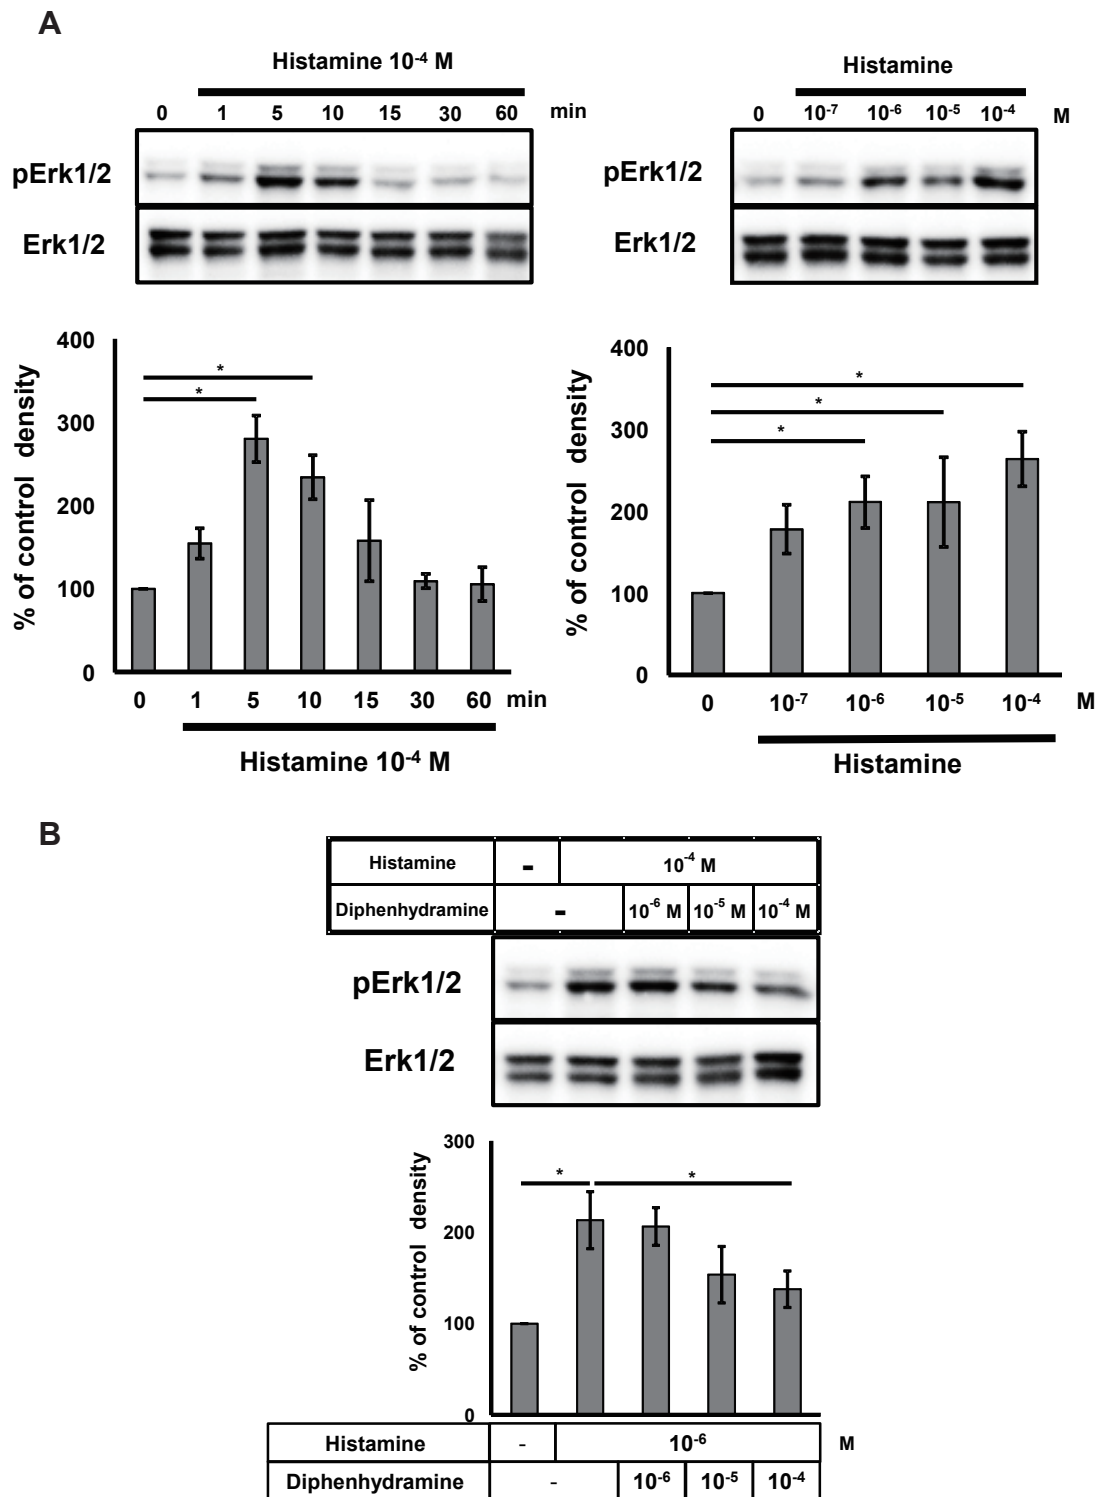 A
Histamine 10⁻⁴ M
0 1 5 10 15 30 60 min
pErk1/2
Erk1/2
Histamine
0 10⁻⁷ 10⁻⁶ 10⁻⁵ 10⁻⁴ M
pErk1/2
Erk1/2
% of control density
400
300
200
100
0
*
*
0 1 5 10 15 30 60 min
Histamine 10⁻⁴ M
% of control density
400
300
200
100
0
*
*
*
0 10⁻⁷ 10⁻⁶ 10⁻⁵ 10⁻⁴ M
Histamine
B
Histamine - 10⁻⁴ M
Diphenhydramine - 10⁻⁶ M 10⁻⁵ M 10⁻⁴ M
pErk1/2
Erk1/2
% of control density
300
200
100
0
* *
Histamine - 10⁻⁶ M
Diphenhydramine - 10⁻⁶ 10⁻⁵ 10⁻⁴